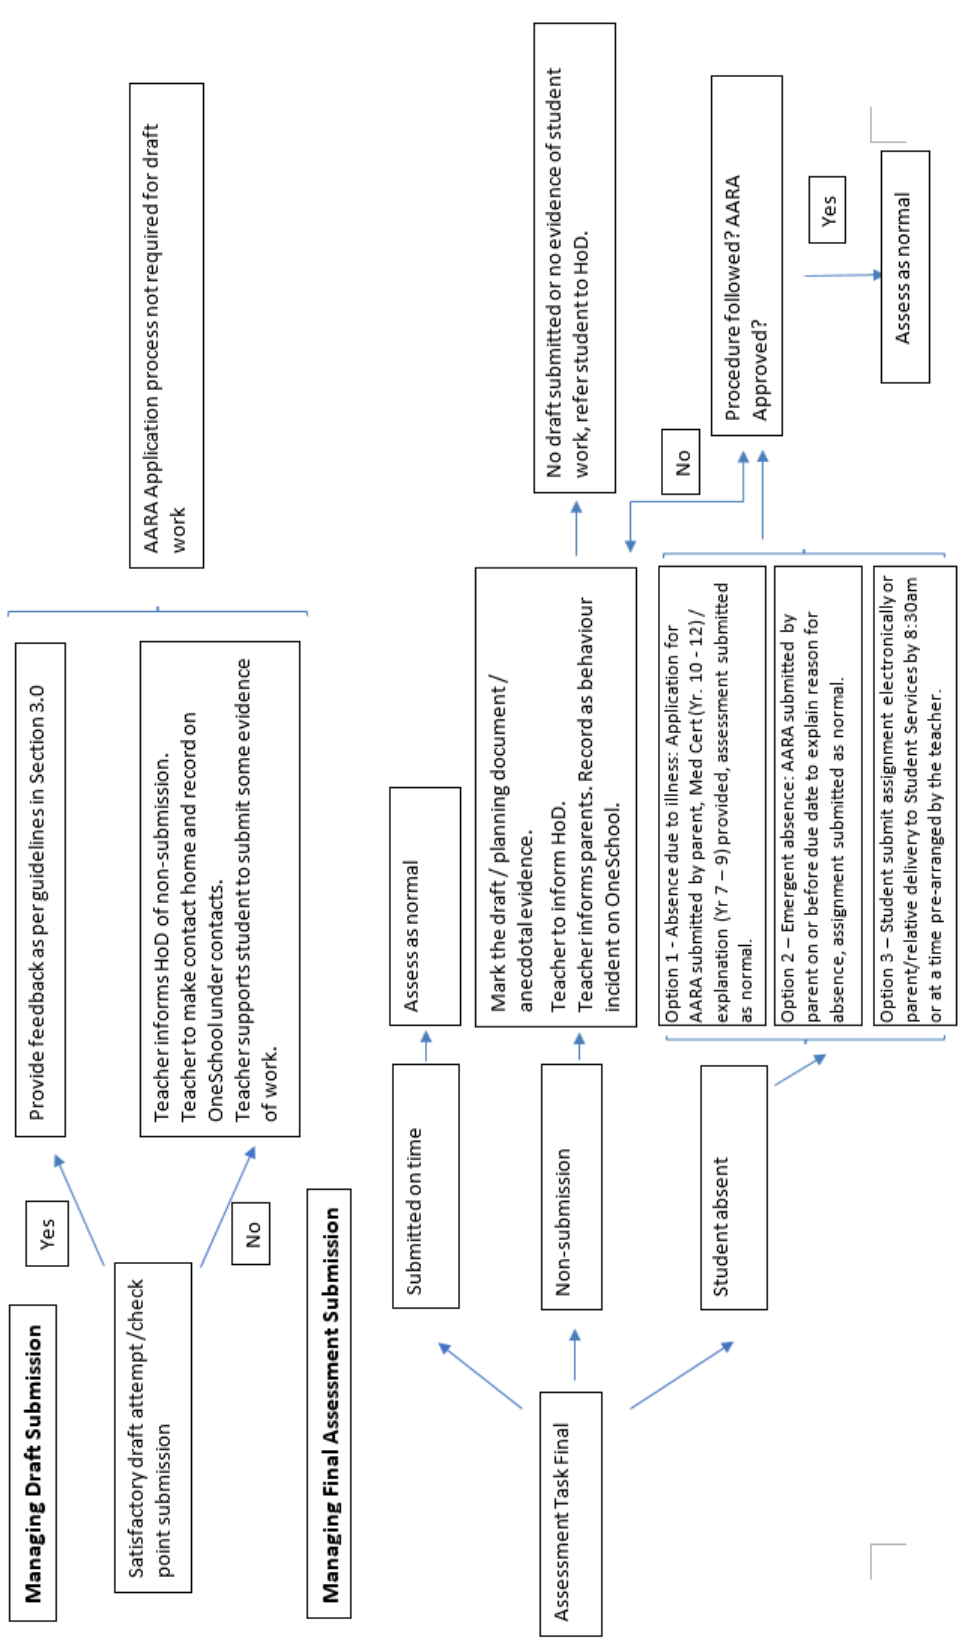 Managing Draft Submission
Satisfactory draft attempt /check
point submission
Yes
No
Provide feedback as per guidelines in Section 3.0
Teacher informs HoD of non-submission.
Teacher to make contact home and record on
OneSchool under contacts.
Teacher supports student to submit some evidence
of work.
AARA Application process not required for draft
work
Managing Final Assessment Submission
Assessment Task Final
Submitted on time
Assess as normal
Non-submission
Mark the draft / planning document /
anecdotal evidence.
Teacher to inform HoD.
Teacher informs parents. Record as behaviour
incident on OneSchool.
No draft submitted or no evidence of student
work, refer student to HoD.
Student absent
Option 1 - Absence due to illness: Application for
AARA submitted by parent, Med Cert (Yr. 10 - 12) /
explanation (Yr 7 – 9) provided, assessment submitted
as normal.
Option 2 – Emergent absence: AARA submitted by
parent on or before due date to explain reason for
absence, assignment submitted as normal.
Option 3 – Student submit assignment electronically or
parent/relative delivery to Student Services by 8:30am
or at a time pre-arranged by the teacher.
No
Procedure followed? AARA
Approved?
Yes
Assess as normal